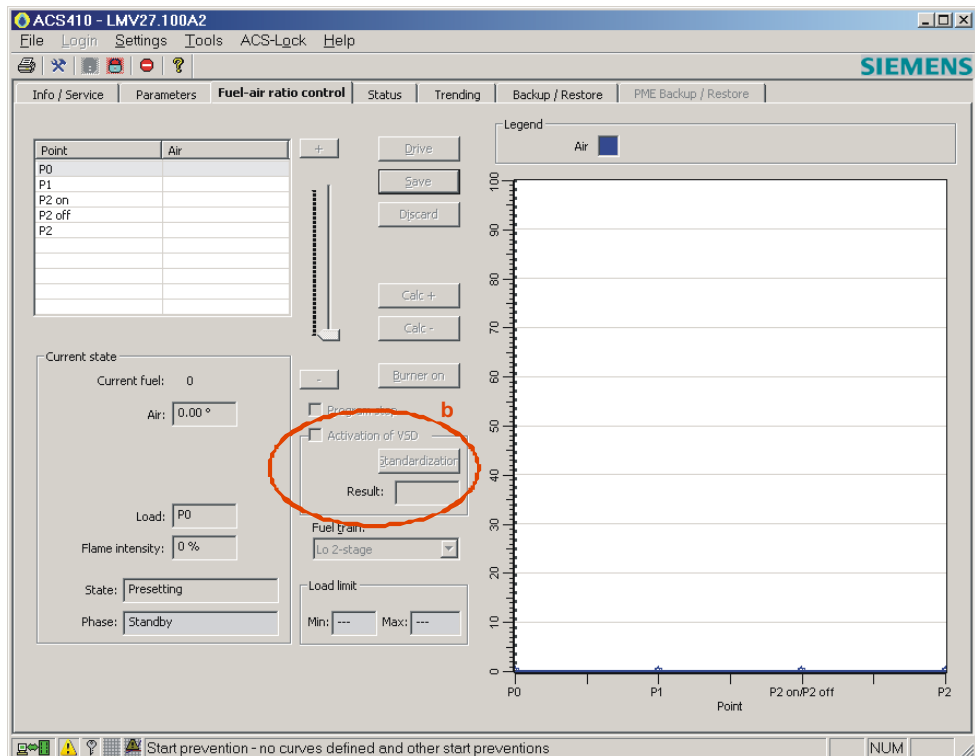 ACS410 - LMV27.100A2
File Login Settings Tools ACS-Lock Help
SIEMENS
Info / Service Parameters Fuel-air ratio control Status Trending Backup / Restore PME Backup / Restore
Point Air
P0
P1
P2 on
P2 off
P2
+
Drive
Save
Discard
Calc +
Calc -
-
Burner on
Legend
Air
Current state
Current fuel: 0
Air: 0.00 °
Load: P0
Flame intensity: 0 %
State: Presetting
Phase: Standby
Program stop
b
Activation of VSD
Standardization
Result:
Fuel train:
Lo 2-stage
Load limit
Min: --- Max: ---
100
90
80
70
60
50
40
30
20
10
0
P0 P1 P2 on/P2 off P2
Point
Start prevention - no curves defined and other start preventions
NUM